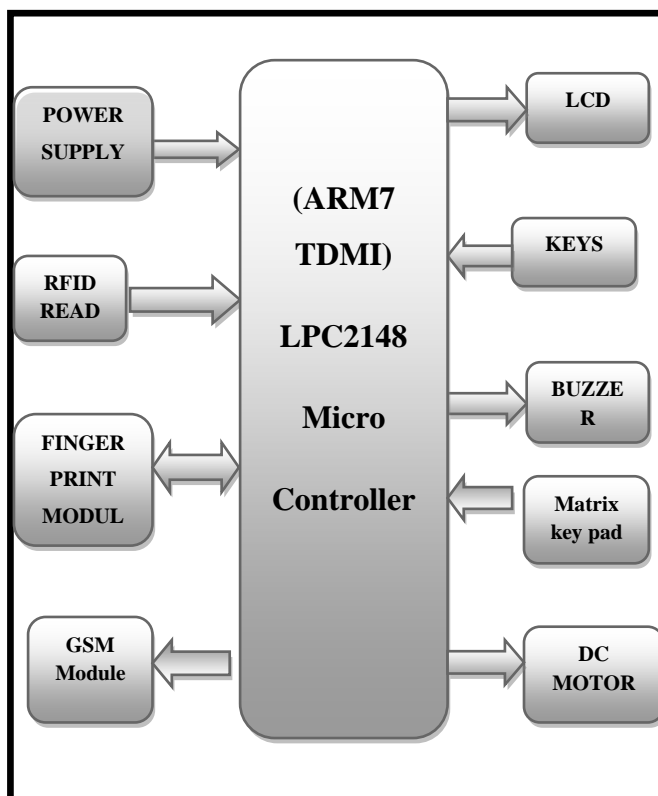 POWER
SUPPLY
RFID
READ
FINGER
PRINT
MODUL
GSM
Module
(ARM7
TDMI)
LPC2148
Micro
Controller
LCD
KEYS
BUZZE
R
Matrix
key pad
DC
MOTOR